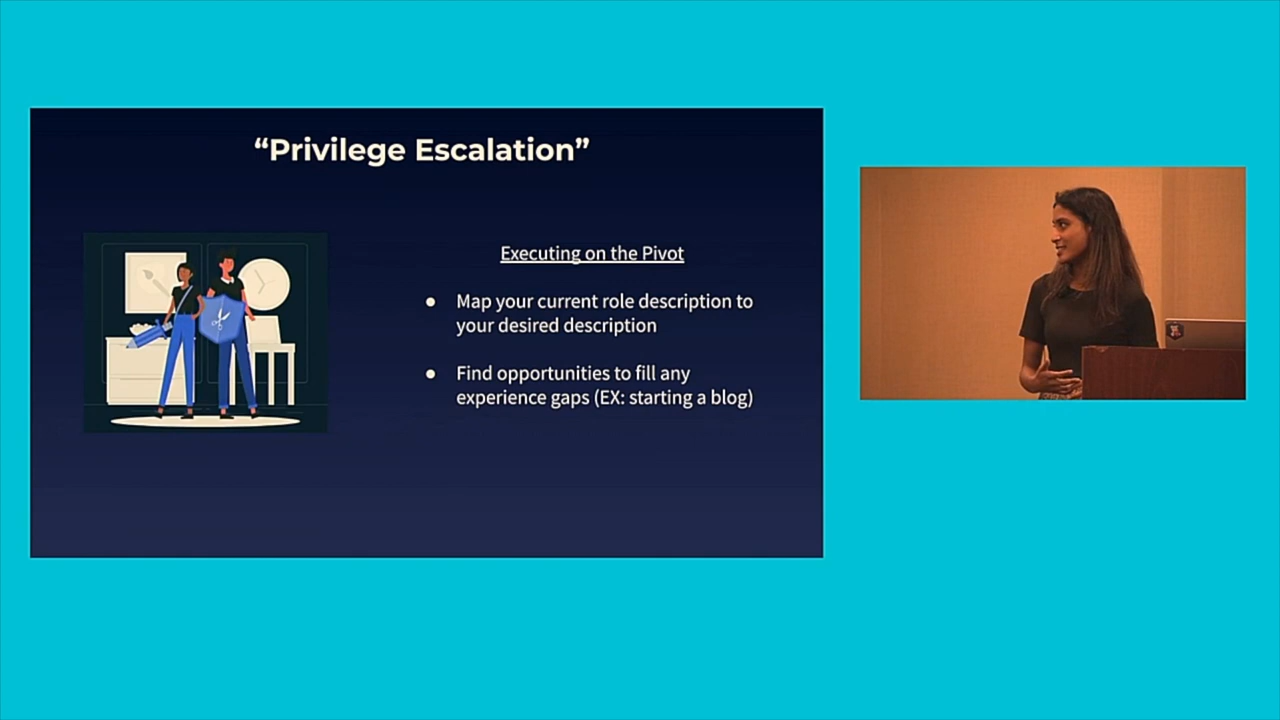 “Privilege Escalation”
Executing on the Pivot
● Map your current role description to
your desired description
● Find opportunities to fill any
experience gaps (EX: starting a blog)